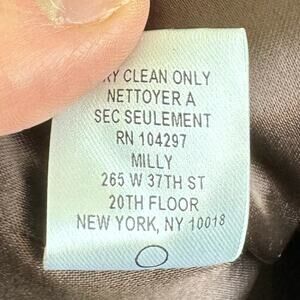 RY CLEAN ONLY
NETTOYER A
SEC SEULEMENT
RN 104297
MILLY
265 W 37TH ST
20TH FLOOR
NEW YORK, NY 10018